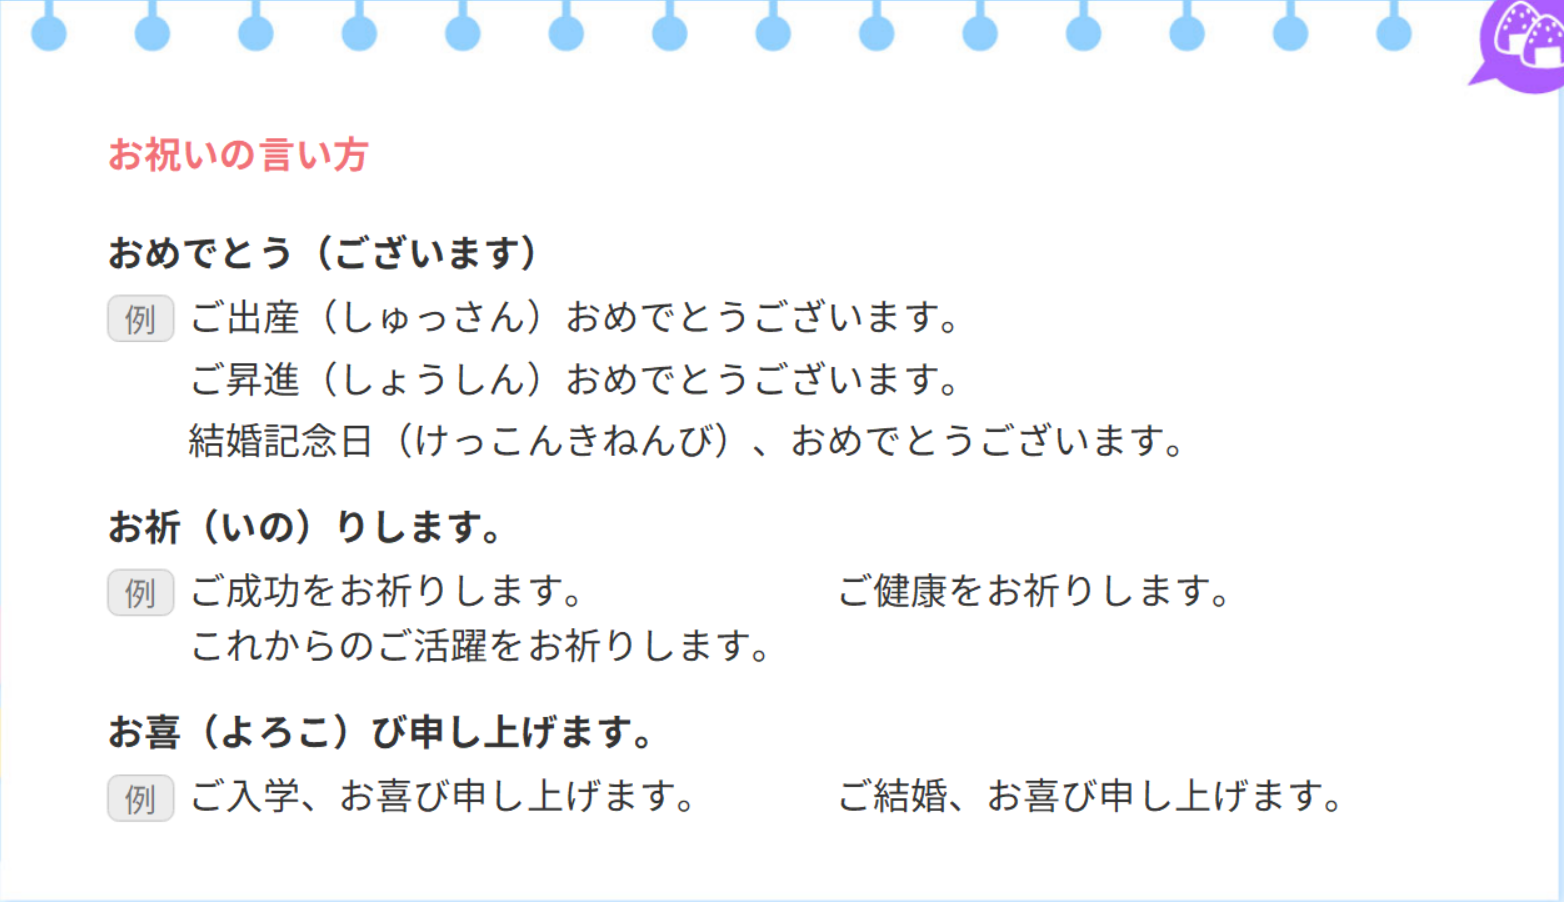 お祝いの言い方
おめでとう（ございます）
例 ご出産（しゅっさん）おめでとうございます。
ご昇進（しょうしん）おめでとうございます。
結婚記念日（けっこんきねんび）、おめでとうございます。
お祈（いの）りします。
例 ご成功をお祈りします。 ご健康をお祈りします。
これからのご活躍をお祈りします。
お喜（よろこ）び申し上げます。
例 ご入学、お喜び申し上げます。 ご結婚、お喜び申し上げます。